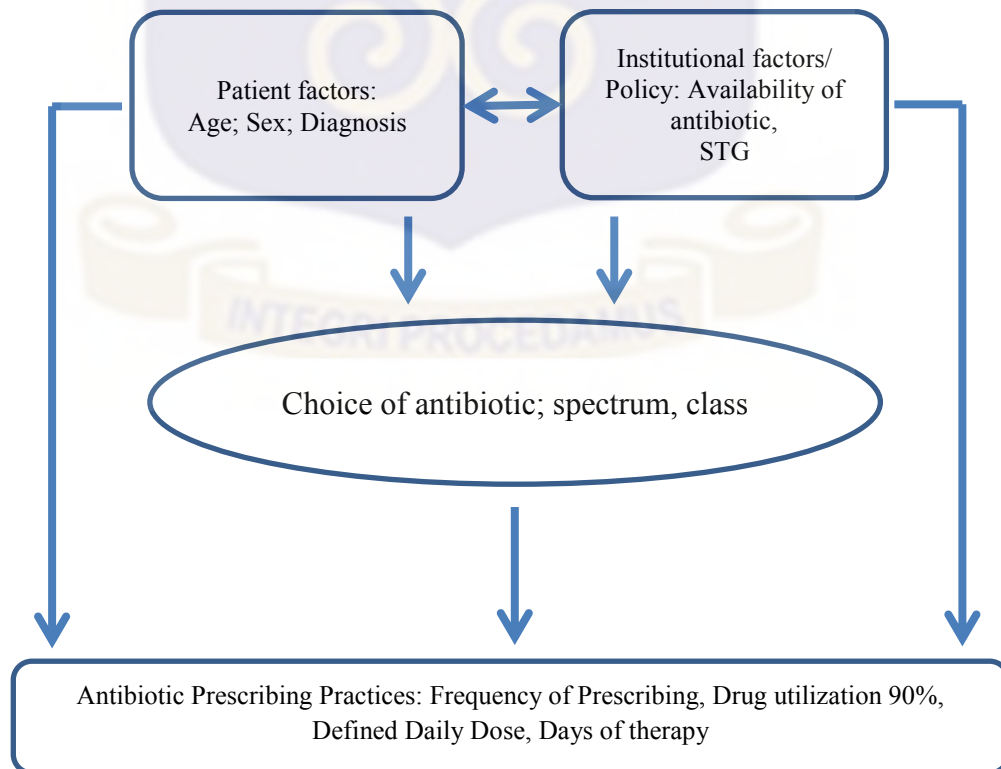 Patient factors:
Age; Sex; Diagnosis
Institutional factors/
Policy: Availability of
antibiotic,
STG
INTEGRI PROCEDAMUS
Choice of antibiotic; spectrum, class
Antibiotic Prescribing Practices: Frequency of Prescribing, Drug utilization 90%,
Defined Daily Dose, Days of therapy